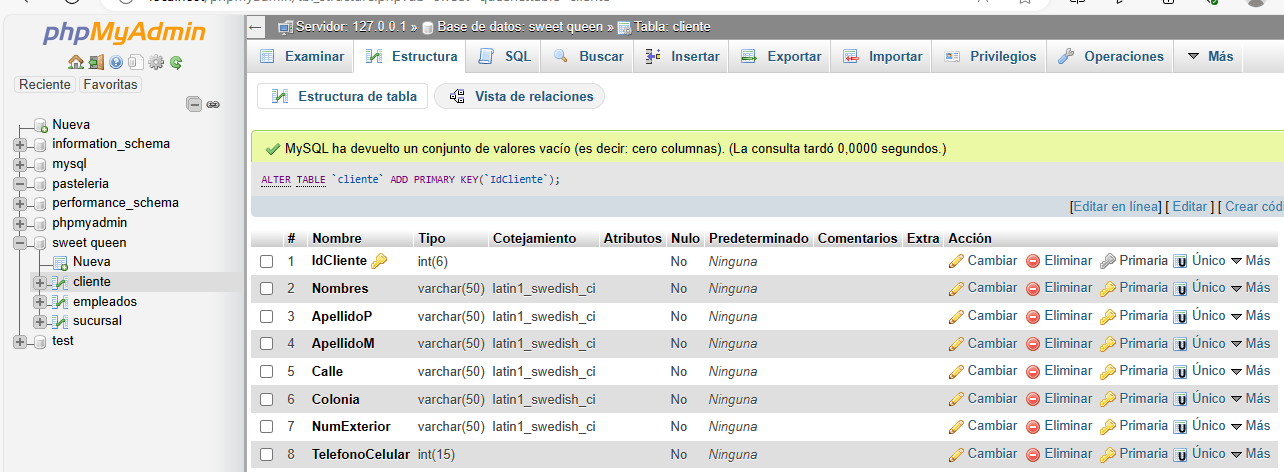 phpMyAdmin
Reciente Favoritas
Nueva
information_schema
mysql
pasteleria
performance_schema
phpmyadmin
sweet queen
Nueva
cliente
empleados
sucursal
test
Servidor: 127.0.0.1 » Base de datos: sweet queen » Tabla: cliente
Examinar Estructura SQL Buscar Insertar Exportar Importar Privilegios Operaciones Más
Estructura de tabla Vista de relaciones
MySQL ha devuelto un conjunto de valores vacío (es decir: cero columnas). (La consulta tardó 0,0000 segundos.)
ALTER TABLE `cliente` ADD PRIMARY KEY(`IdCliente`);
[Editar en línea] [ Editar ] [ Crear códi
# Nombre Tipo Cotejamiento Atributos Nulo Predeterminado Comentarios Extra Acción
1 IdCliente int(6) No Ninguna Cambiar Eliminar Primaria Único Más
2 Nombres varchar(50) latin1_swedish_ci No Ninguna Cambiar Eliminar Primaria Único Más
3 ApellidoP varchar(50) latin1_swedish_ci No Ninguna Cambiar Eliminar Primaria Único Más
4 ApellidoM varchar(50) latin1_swedish_ci No Ninguna Cambiar Eliminar Primaria Único Más
5 Calle varchar(50) latin1_swedish_ci No Ninguna Cambiar Eliminar Primaria Único Más
6 Colonia varchar(50) latin1_swedish_ci No Ninguna Cambiar Eliminar Primaria Único Más
7 NumExterior varchar(50) latin1_swedish_ci No Ninguna Cambiar Eliminar Primaria Único Más
8 TelefonoCelular int(15) No Ninguna Cambiar Eliminar Primaria Único Más